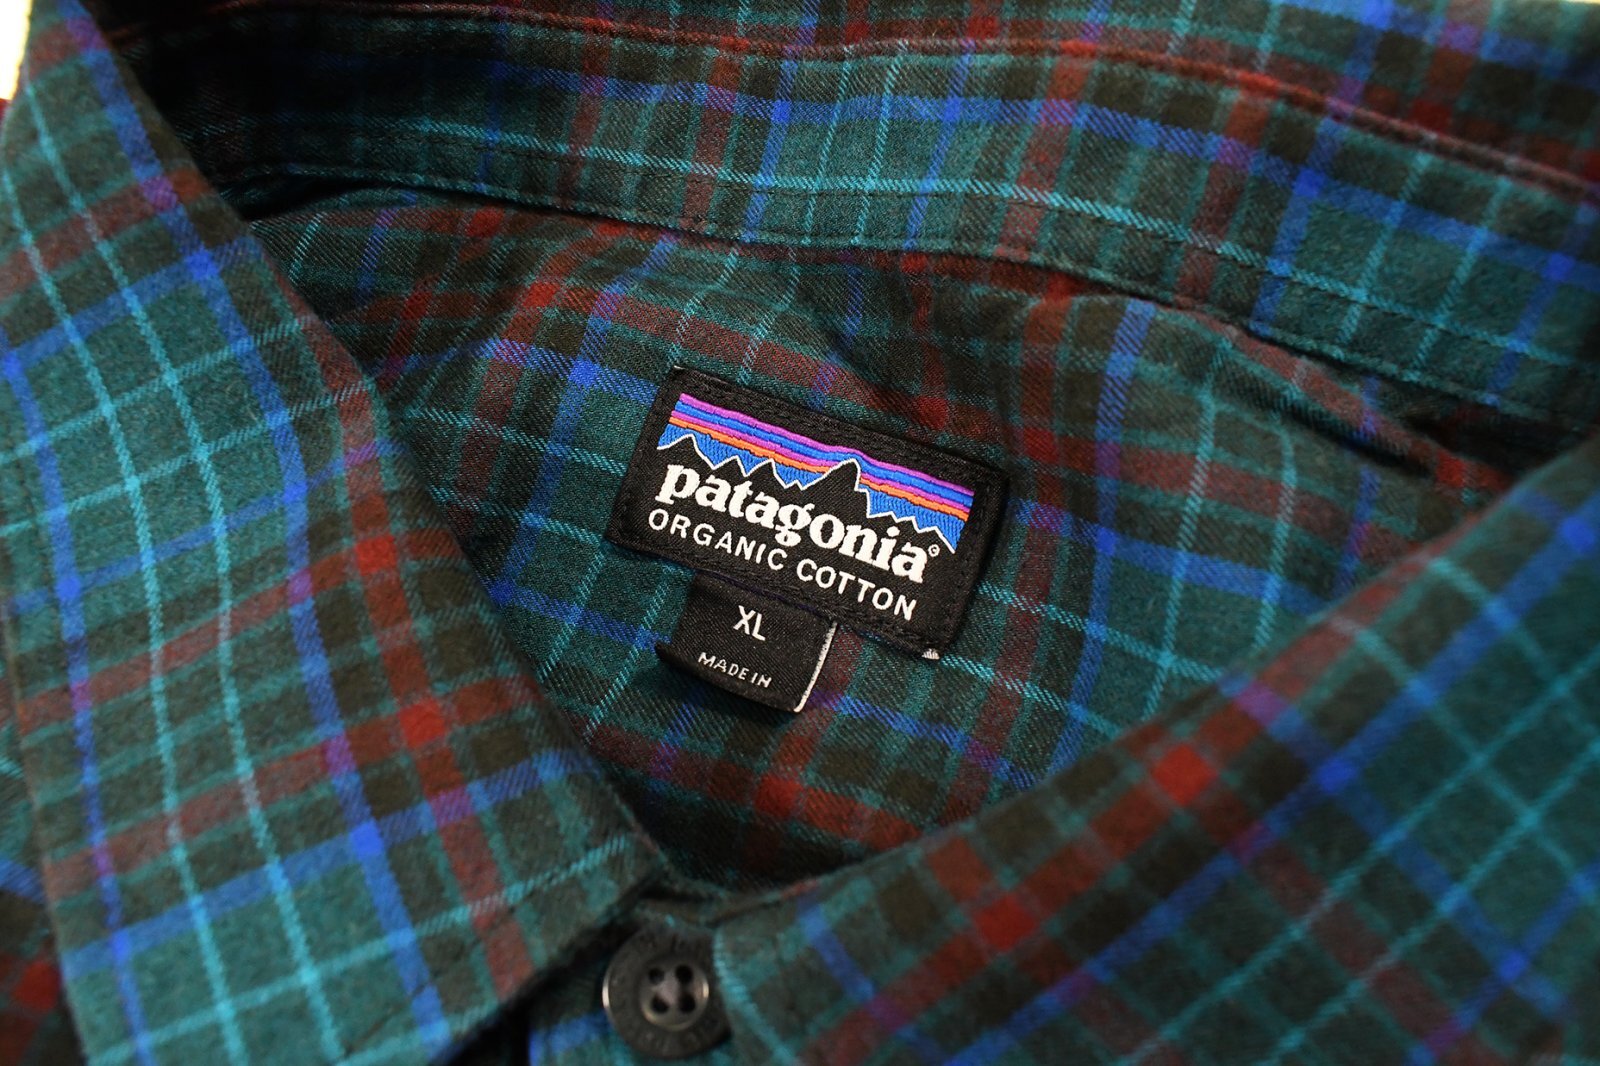 patagonia®
ORGANIC COTTON
XL
MADE IN